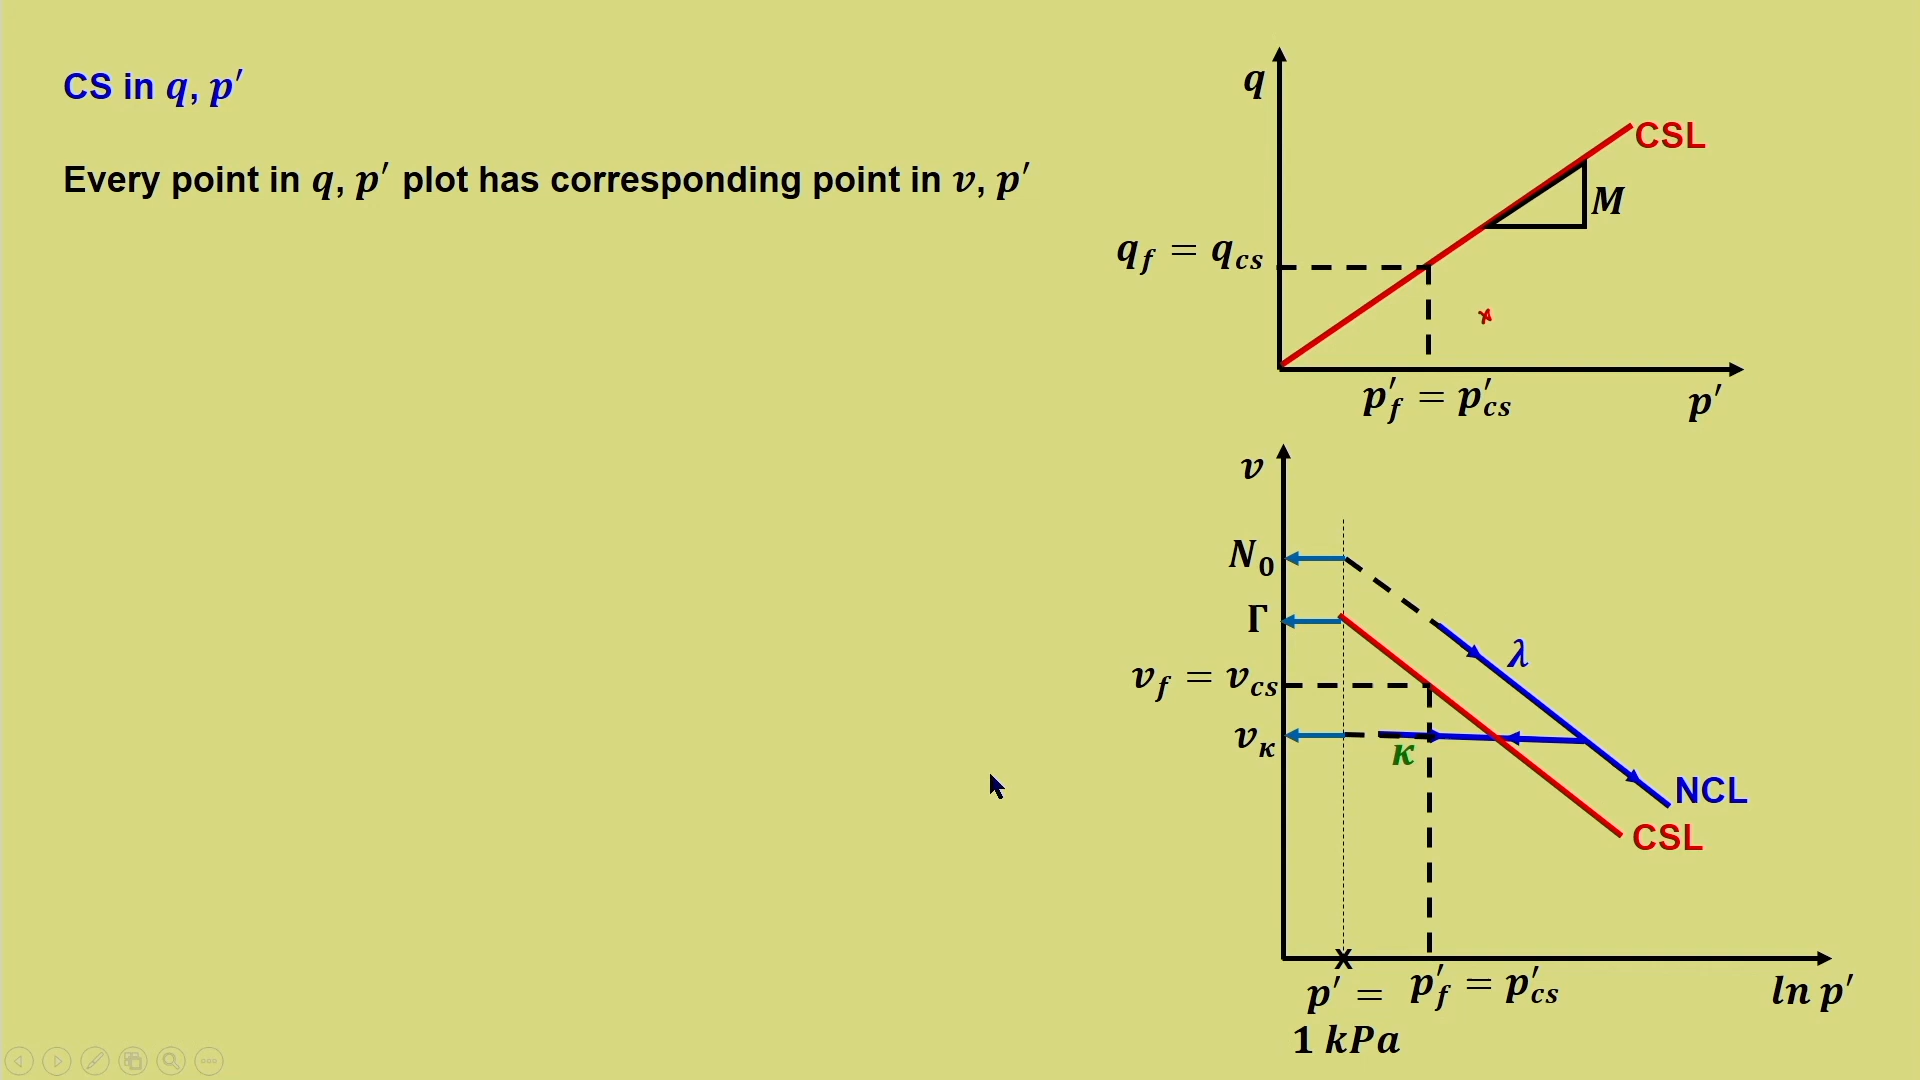 CS in q, p′
Every point in q, p′ plot has corresponding point in v, p′
q
CSL
M
q_f = q_cs
p′_f = p′_cs
p′
v
N_0
Γ
λ
v_f = v_cs
v_κ
κ
NCL
CSL
p′ =
1 kPa
p′_f = p′_cs
ln p′